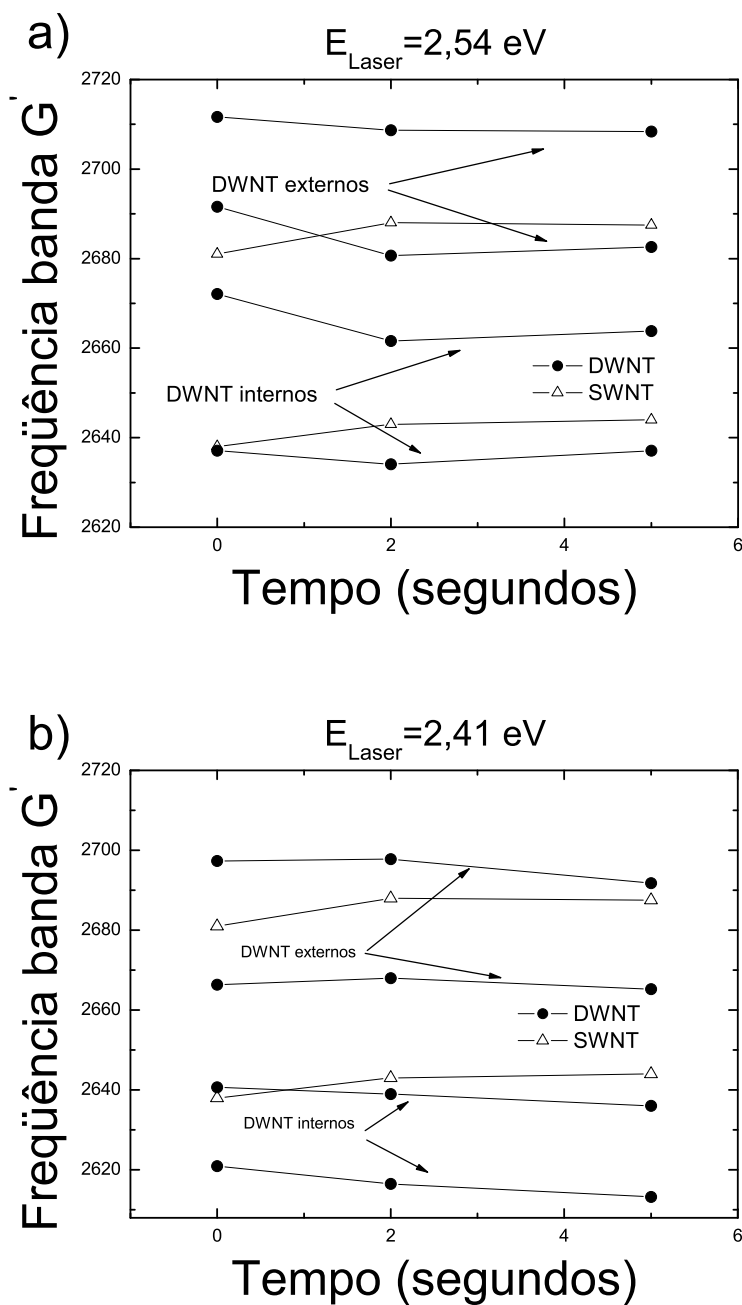 a)
E Laser =2,54 eV
Freqüência banda G'
2720
2700
2680
2660
2640
2620
DWNT externos
DWNT internos
DWNT
SWNT
0 2 4 6
Tempo (segundos)
b)
E Laser =2,41 eV
Freqüência banda G'
2720
2700
2680
2660
2640
2620
DWNT externos
DWNT internos
DWNT
SWNT
0 2 4 6
Tempo (segundos)